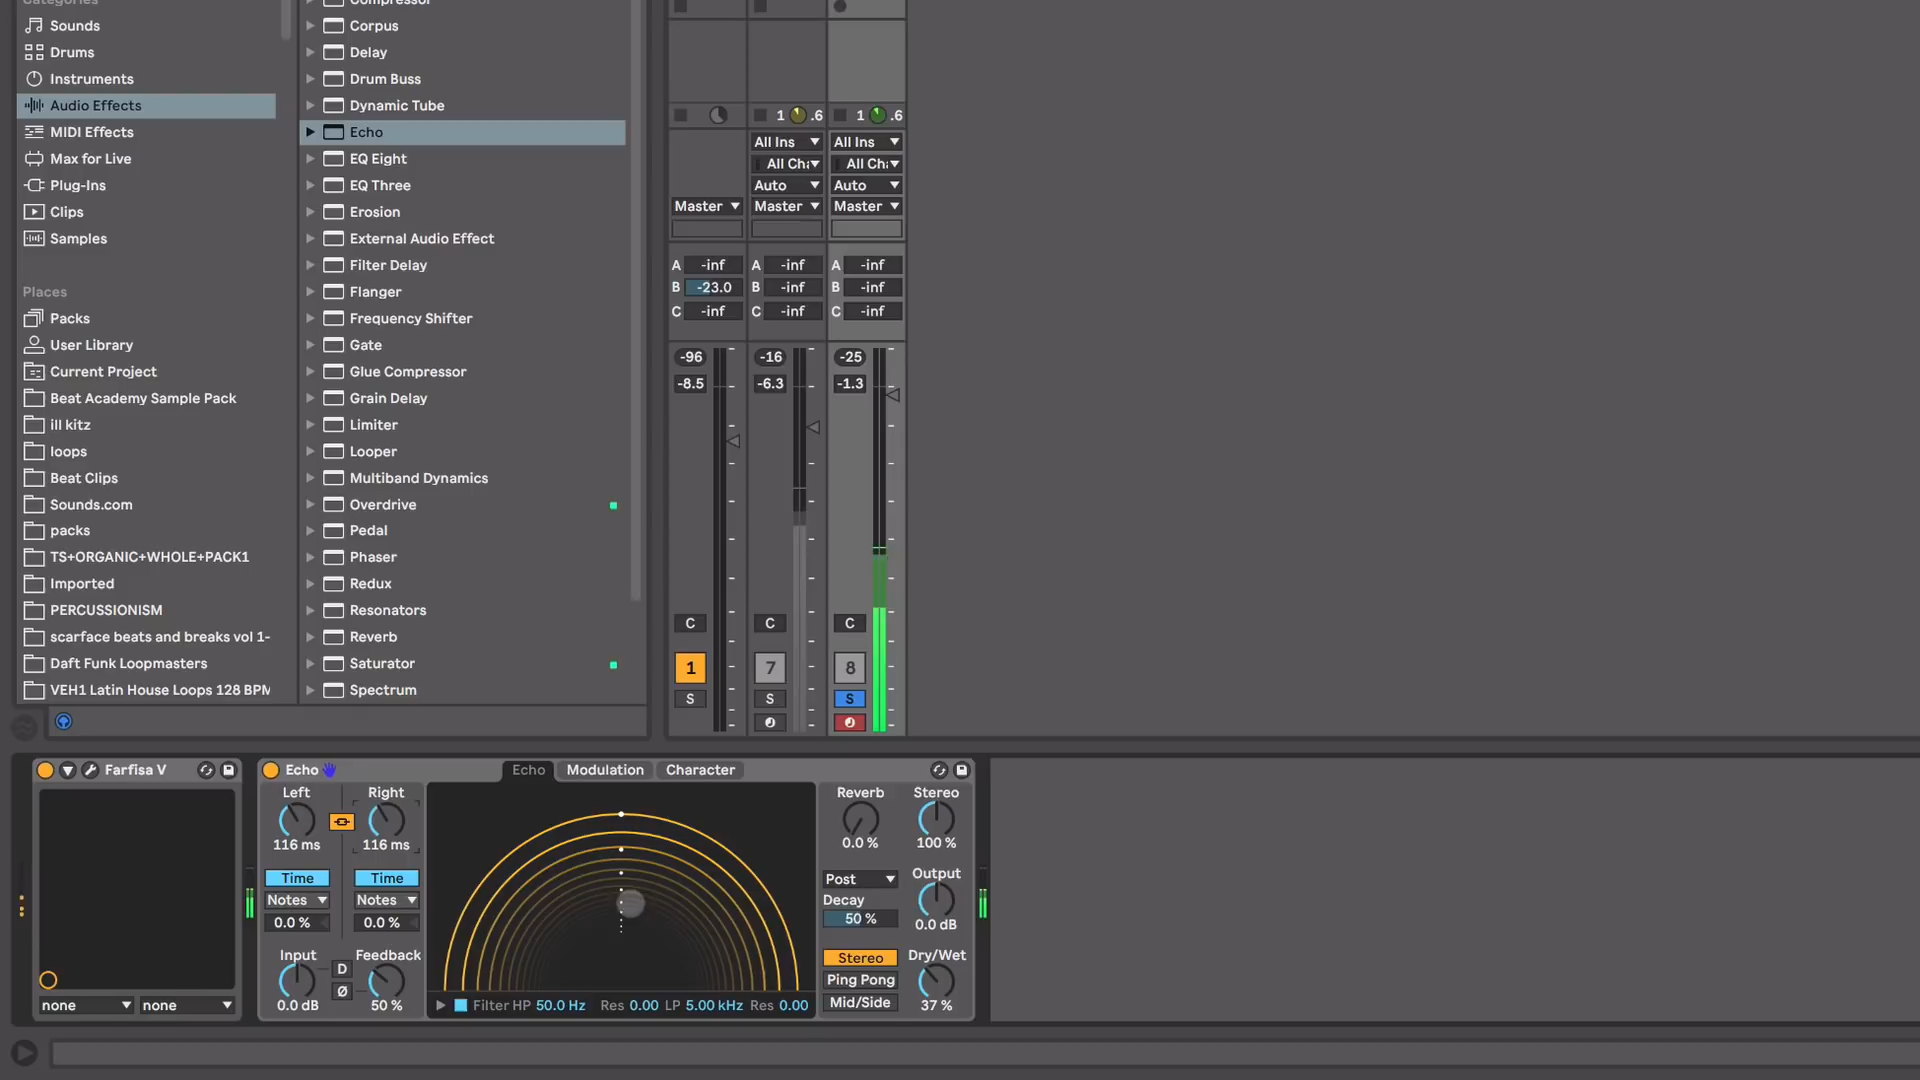 Categories
Sounds
Drums
Instruments
Audio Effects
MIDI Effects
Max for Live
Plug-Ins
Clips
Samples
Places
Packs
User Library
Current Project
Beat Academy Sample Pack
ill kitz
loops
Beat Clips
Sounds.com
packs
TS+ORGANIC+WHOLE+PACK1
Imported
PERCUSSIONISM
scarface beats and breaks vol 1-
Daft Funk Loopmasters
VEH1 Latin House Loops 128 BPM
Compressor
Corpus
Delay
Drum Buss
Dynamic Tube
Echo
EQ Eight
EQ Three
Erosion
External Audio Effect
Filter Delay
Flanger
Frequency Shifter
Gate
Glue Compressor
Grain Delay
Limiter
Looper
Multiband Dynamics
Overdrive
Pedal
Phaser
Redux
Resonators
Reverb
Saturator
Spectrum
1 .6 1 .6
All Ins All Ins
All Cha All Cha
Auto Auto
Master Master Master
A -inf A -inf A -inf
B -23.0 B -inf B -inf
C -inf C -inf C -inf
-96 -16 -25
-8.5 -6.3 -1.3
C C C
1 7 8
S S S
Farfisa V
none none
Echo Echo Modulation Character
Left Right
116 ms 116 ms
Time Time
Notes Notes
0.0 % 0.0 %
Input D Feedback
Ø
0.0 dB 50 %
Filter HP 50.0 Hz Res 0.00 LP 5.00 kHz Res 0.00
Reverb Stereo
0.0 % 100 %
Post Output
Decay
50 % 0.0 dB
Stereo Dry/Wet
Ping Pong
Mid/Side 37 %